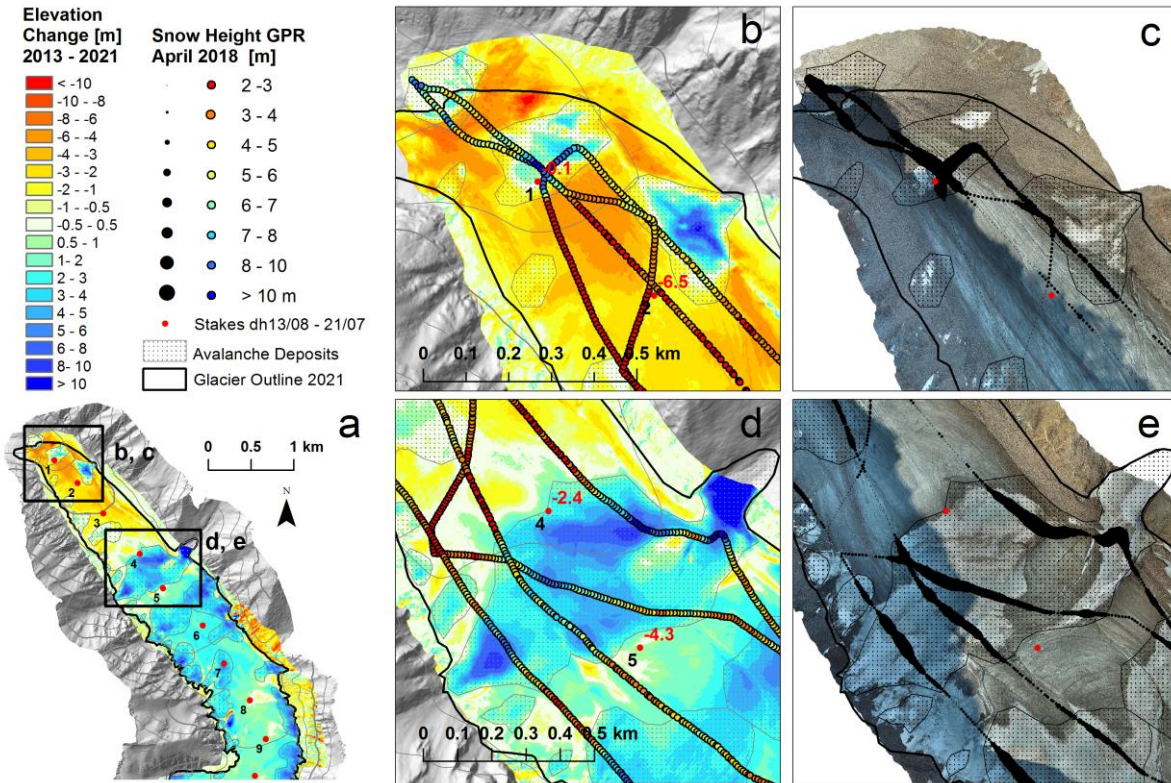 Elevation
Change [m]
2013 - 2021
< -10
-10 - -8
-8 - -6
-6 - -4
-4 - -3
-3 - -2
-2 - -1
-1 - -0.5
-0.5 - 0.5
0.5 - 1
1 - 2
2 - 3
3 - 4
4 - 5
5 - 6
6 - 8
8 - 10
> 10
Snow Height GPR
April 2018 [m]
2 - 3
3 - 4
4 - 5
5 - 6
6 - 7
7 - 8
8 - 10
> 10 m
Stakes dh13/08 - 21/07
Avalanche Deposits
Glacier Outline 2021
a
0 0.5 1 km
b, c
d, e
N
1
2
3
4
5
6
7
8
9
b
-0.1
1
-6.5
2
0 0.1 0.2 0.3 0.4 0.5 km
c
d
-2.4
4
-4.3
5
0 0.1 0.2 0.3 0.4 0.5 km
e